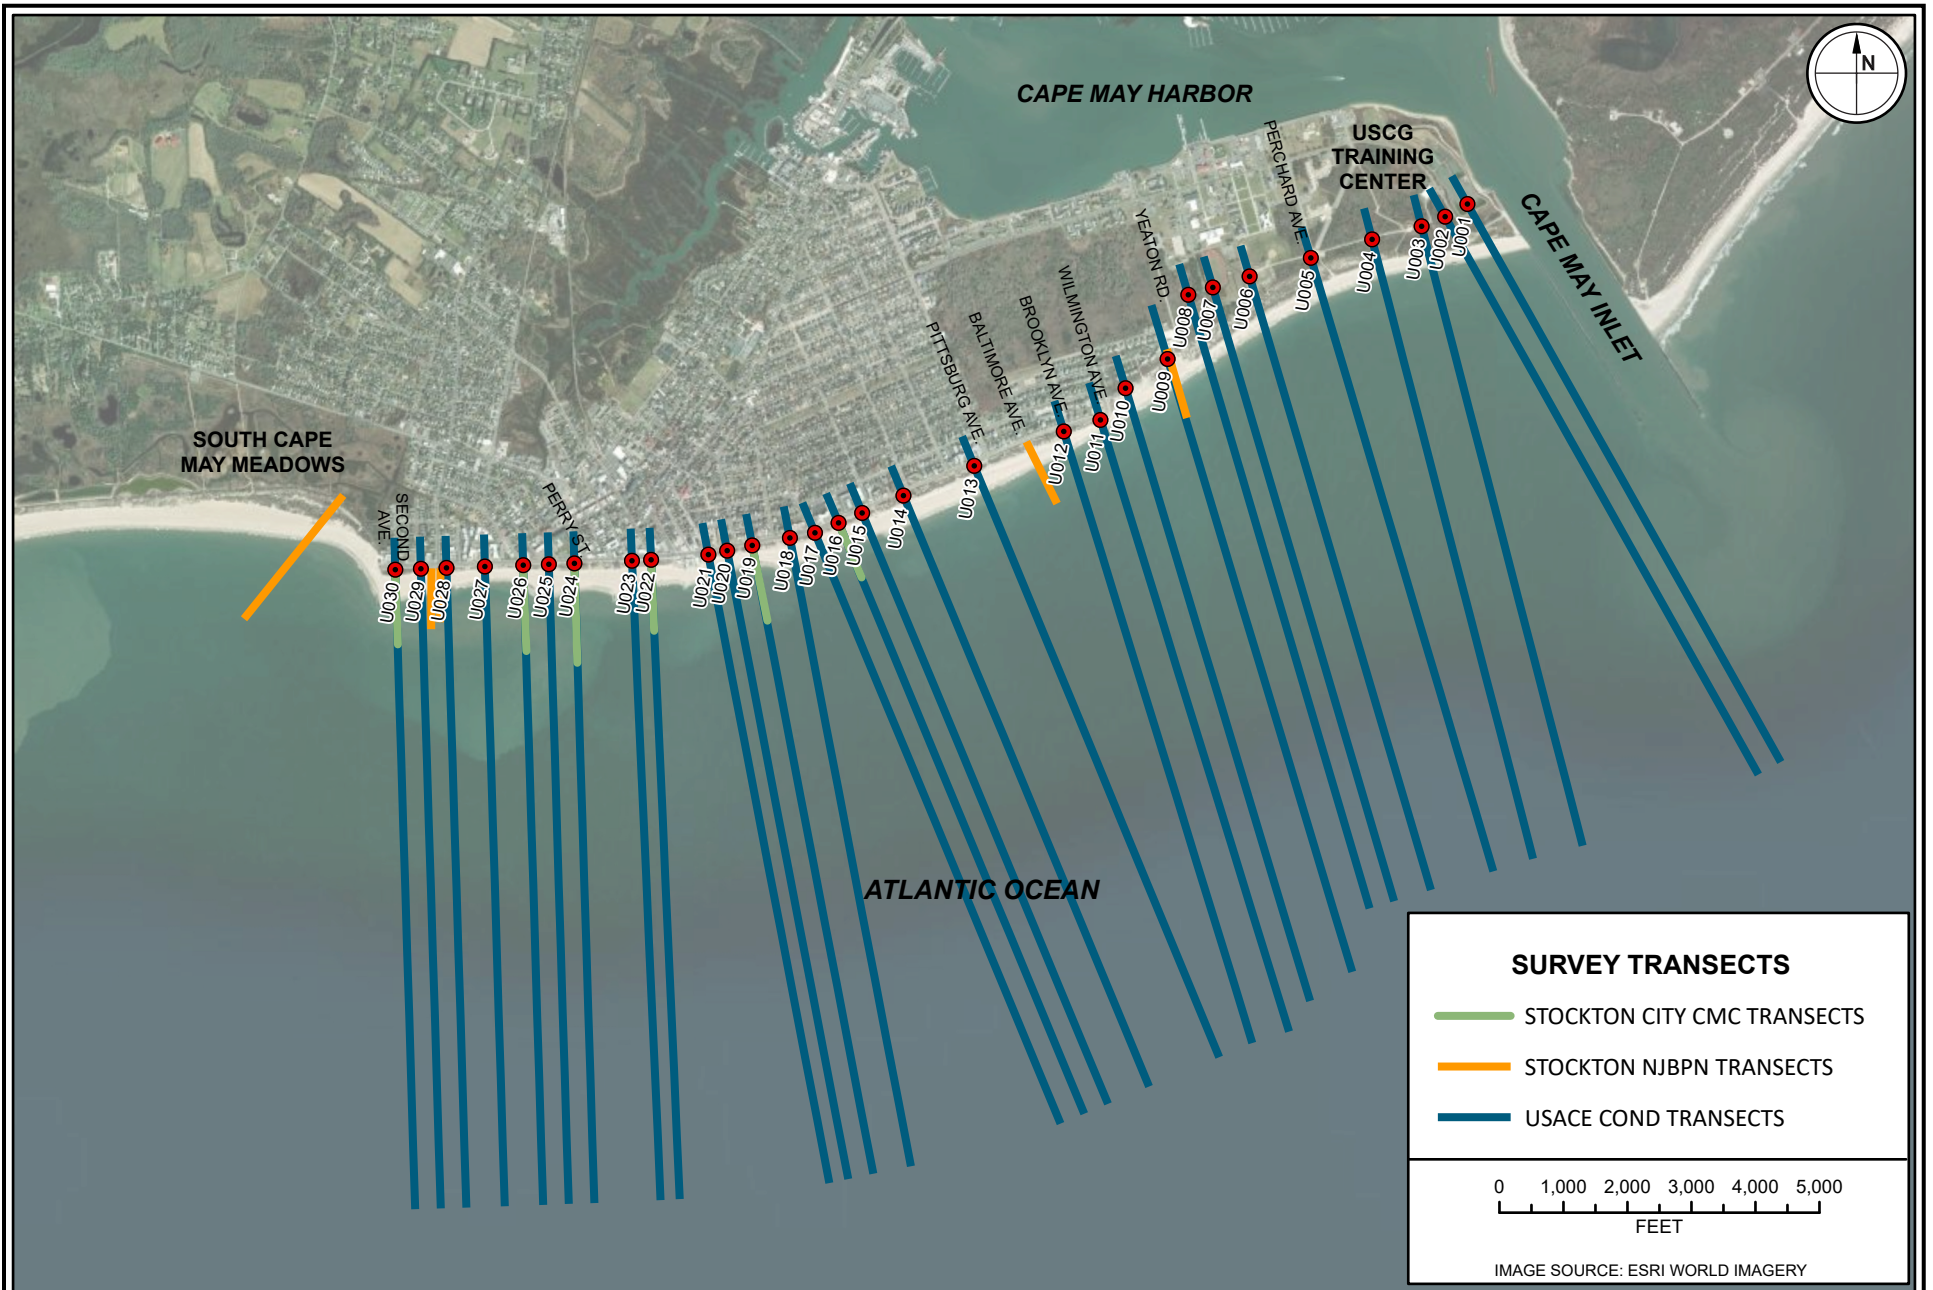 N
CAPE MAY HARBOR
USCG
TRAINING
CENTER
CAPE MAY INLET
PERCHARD AVE.
YEATON RD.
WILMINGTON AVE.
BROOKLYN AVE.
BALTIMORE AVE.
PITTSBURG AVE.
PERRY ST.
SECOND
AVE.
SOUTH CAPE
MAY MEADOWS
U030
U029
U028
U027
U026
U025
U024
U023
U022
U021
U020
U019
U018
U017
U016
U015
U014
U013
U012
U011
U010
U009
U008
U007
U006
U005
U004
U003
U002
U001
ATLANTIC OCEAN
SURVEY TRANSECTS
STOCKTON CITY CMC TRANSECTS
STOCKTON NJBPN TRANSECTS
USACE COND TRANSECTS
0 1,000 2,000 3,000 4,000 5,000
FEET
IMAGE SOURCE: ESRI WORLD IMAGERY